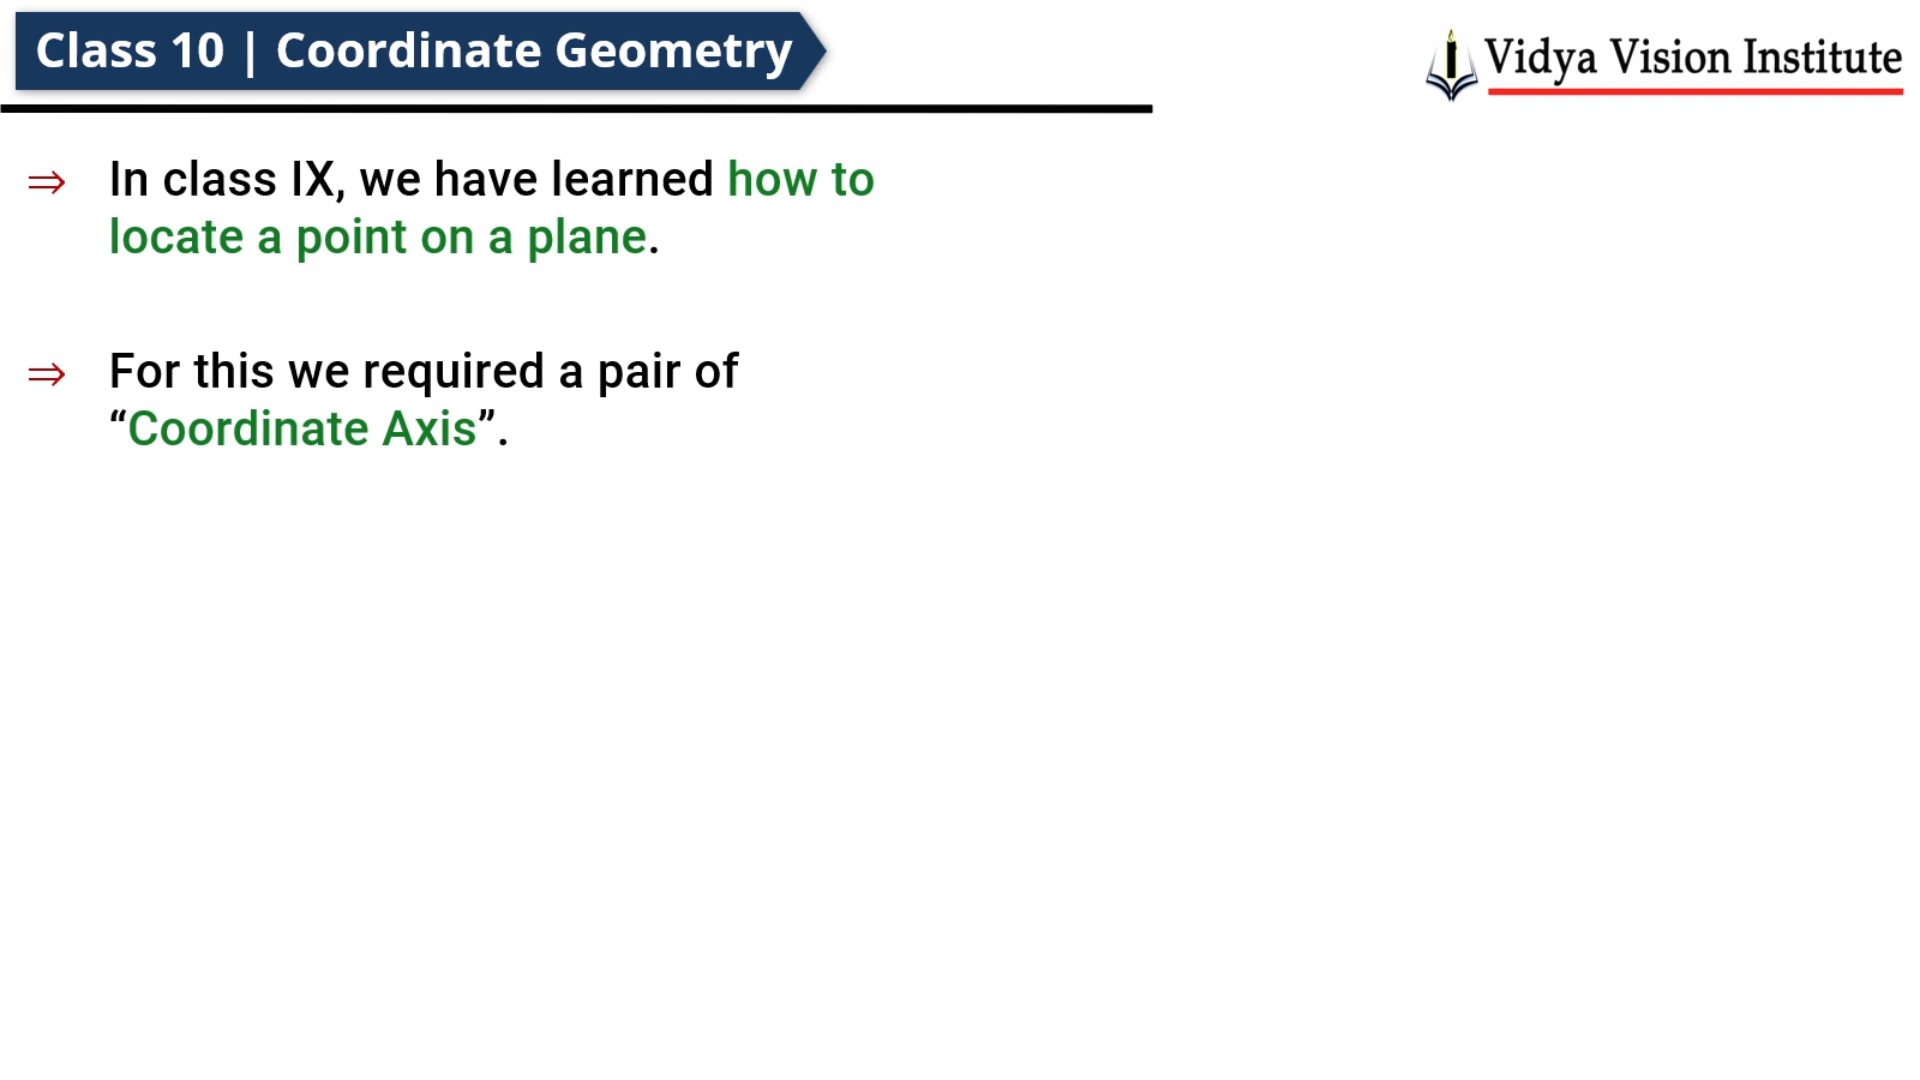 Class 10 | Coordinate Geometry
Vidya Vision Institute
⇒ In class IX, we have learned how to
locate a point on a plane.
⇒ For this we required a pair of
“Coordinate Axis”.